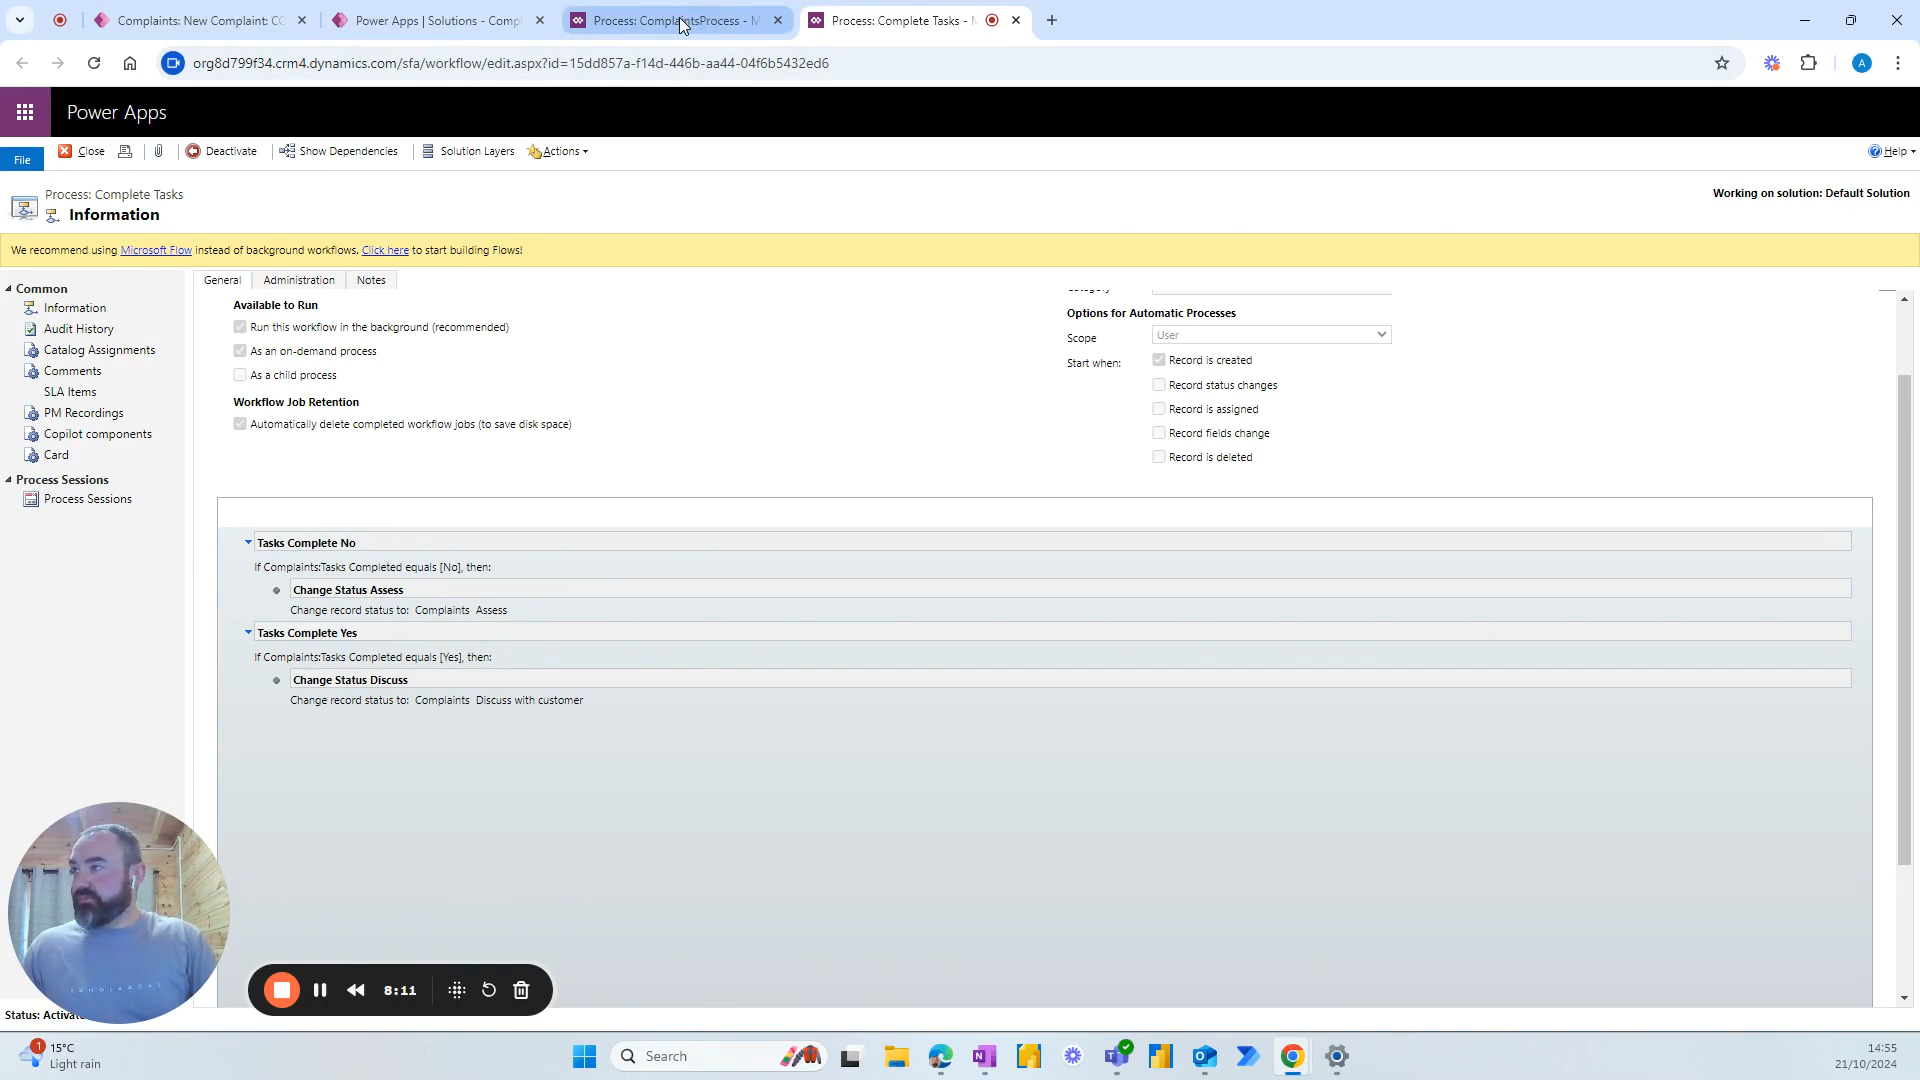 Complaints: New Complaint: CC
Power Apps | Solutions - Compl
Process: ComplaintsProcess - M
Process: Complete Tasks - M
org8d799f34.crm4.dynamics.com/sfa/workflow/edit.aspx?id=15dd857a-f14d-446b-aa44-04f6b5432ed6
A
Power Apps
File
Close
Deactivate
Show Dependencies
Solution Layers
Actions
Help
Process: Complete Tasks
Information
Working on solution: Default Solution
We recommend using Microsoft Flow instead of background workflows. Click here to start building Flows!
Common
Information
Audit History
Catalog Assignments
Comments
SLA Items
PM Recordings
Copilot components
Card
Process Sessions
Process Sessions
General
Administration
Notes
Available to Run
Run this workflow in the background (recommended)
As an on-demand process
As a child process
Workflow Job Retention
Automatically delete completed workflow jobs (to save disk space)
Category
Options for Automatic Processes
Scope
User
Start when:
Record is created
Record status changes
Record is assigned
Record fields change
Record is deleted
Tasks Complete No
If Complaints:Tasks Completed equals [No], then:
Change Status Assess
Change record status to: Complaints Assess
Tasks Complete Yes
If Complaints:Tasks Completed equals [Yes], then:
Change Status Discuss
Change record status to: Complaints Discuss with customer
8:11
Status: Activat
1
15°C
Light rain
Search
14:55
21/10/2024